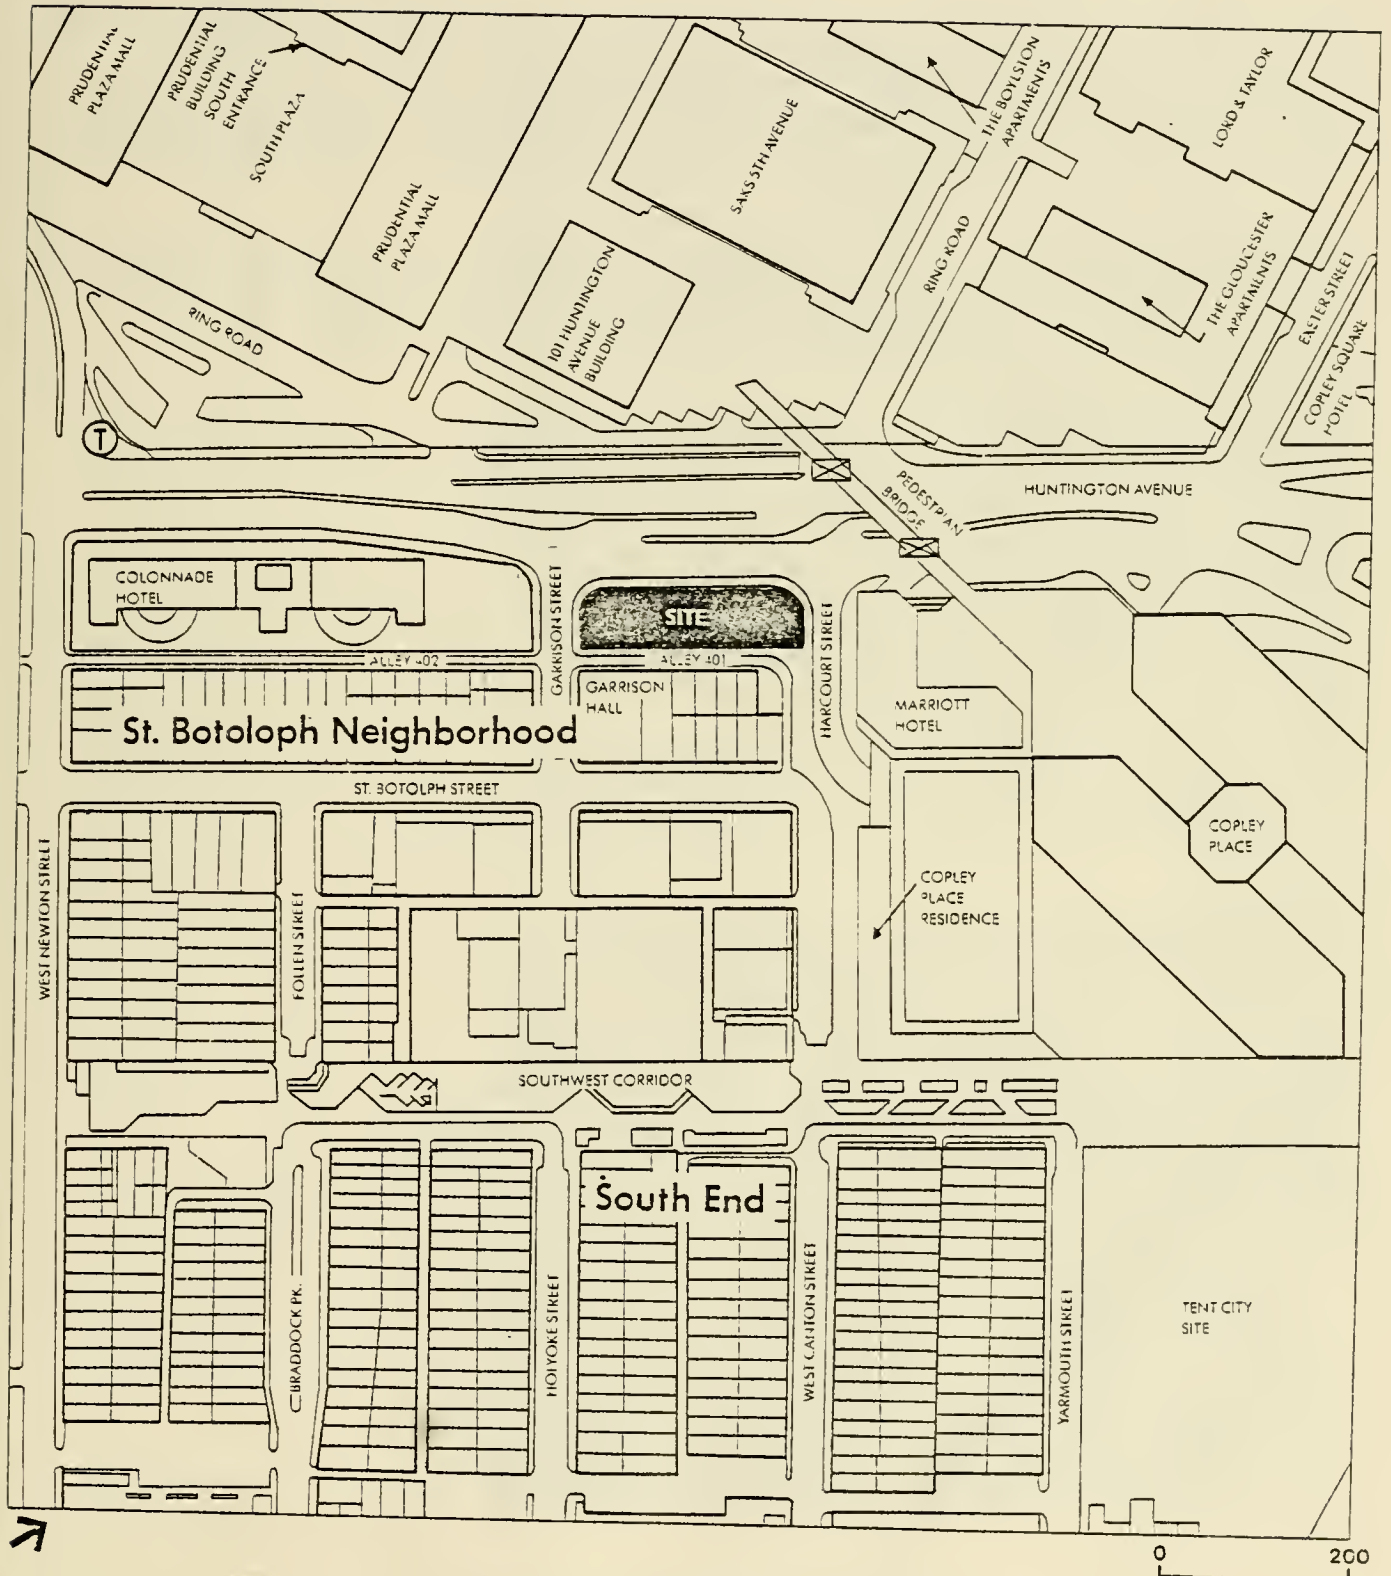 PRUDENTIAL
PLAZA MALL
PRUDENTIAL
BUILDING
SOUTH
ENTRANCE
SOUTH PLAZA
PRUDENTIAL
PLAZA MALL
SAKS 5TH AVENUE
THE BOYLSION
APARTMENTS
LORD & TAYLOR
RING ROAD
101 HUNTINGTON
AVENUE
BUILDING
RING ROAD
THE GLOUCESTER
APARTMENTS
EXETER STREET
COPLEY SQUARE
HOTEL
T
PEDESTRIAN
BRIDGE
HUNTINGTON AVENUE
COLONNADE
HOTEL
GARRISON STREET
SITE
HARCOURT STREET
ALLEY 402
ALLEY 401
GARRISON
HALL
MARRIOTT
HOTEL
St. Botoloph Neighborhood
ST. BOTOLPH STREET
COPLEY
PLACE
WEST NEWTON STREET
FOLLEN STREET
COPLEY
PLACE
RESIDENCE
SOUTHWEST CORRIDOR
South End
BRADDOCK PK.
HOLYOKE STREET
WEST CANTON STREET
YARMOUTH STREET
TENT CITY
SITE
0 200